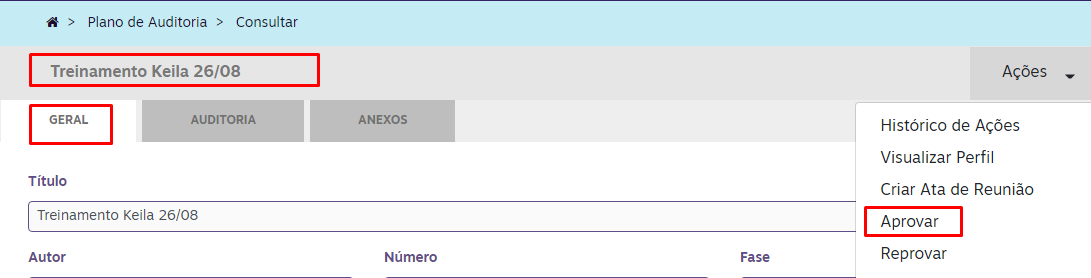 > Plano de Auditoria > Consultar
Treinamento Keila 26/08
Ações
GERAL
AUDITORIA
ANEXOS
Histórico de Ações
Visualizar Perfil
Criar Ata de Reunião
Aprovar
Reprovar
Título
Treinamento Keila 26/08
Autor
Número
Fase